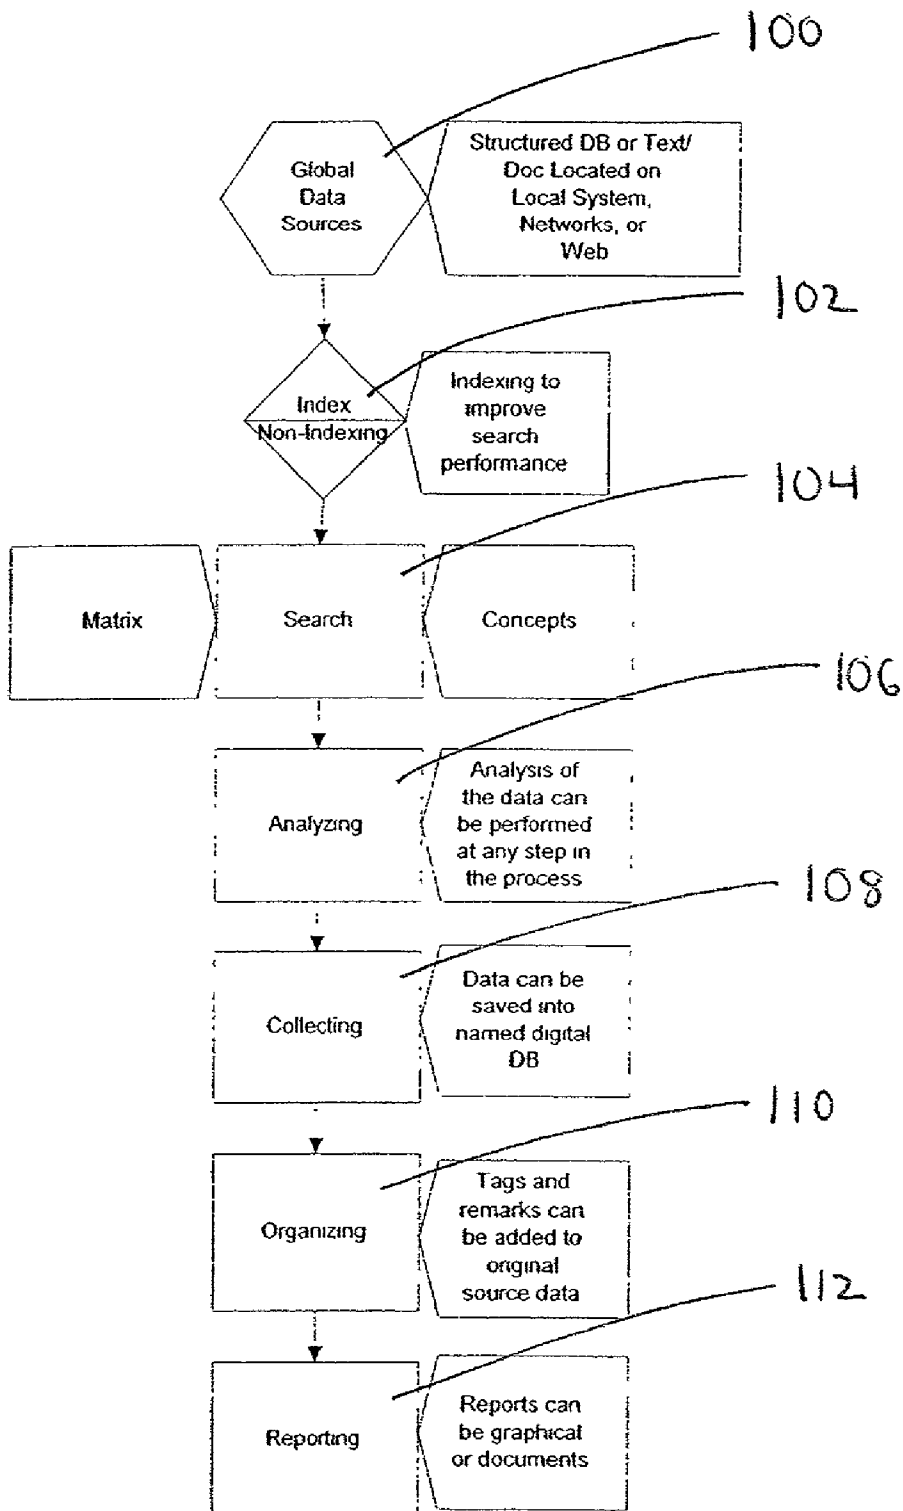 100
Global
Data
Sources
Structured DB or Text/
Doc Located on
Local System,
Networks, or
Web
102
Index
Non-Indexing
Indexing to
improve
search
performance
104
Matrix
Search
Concepts
106
Analyzing
Analysis of
the data can
be performed
at any step in
the process
108
Collecting
Data can be
saved into
named digital
DB
110
Organizing
Tags and
remarks can
be added to
original
source data
112
Reporting
Reports can
be graphical
or documents